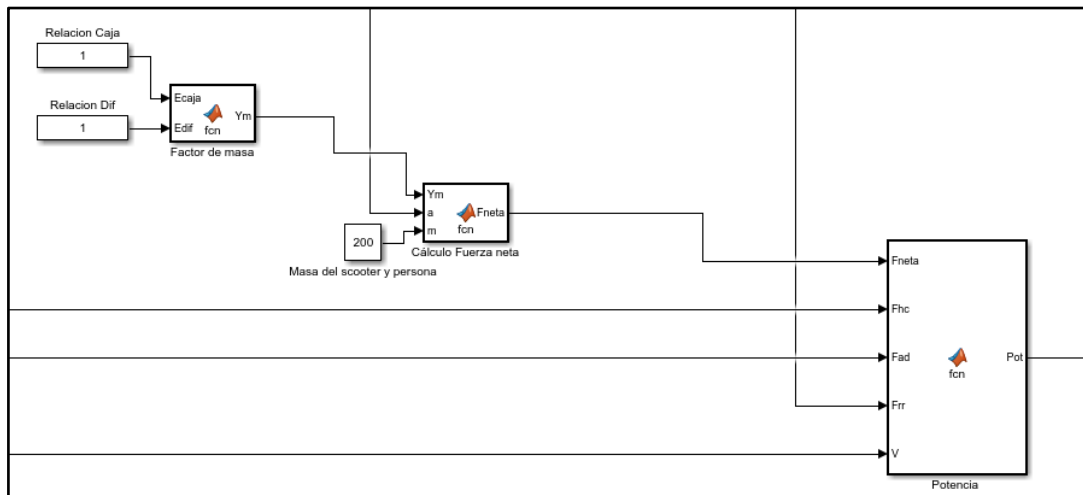 Relacion Caja
1
Relacion Dif
1
Ecaja
Edif
Ym
fcn
Factor de masa
Ym
a
m
Fneta
fcn
Cálculo Fuerza neta
200
Masa del scooter y persona
Fneta
Fhc
Fad
Frr
V
Pot
fcn
Potencia